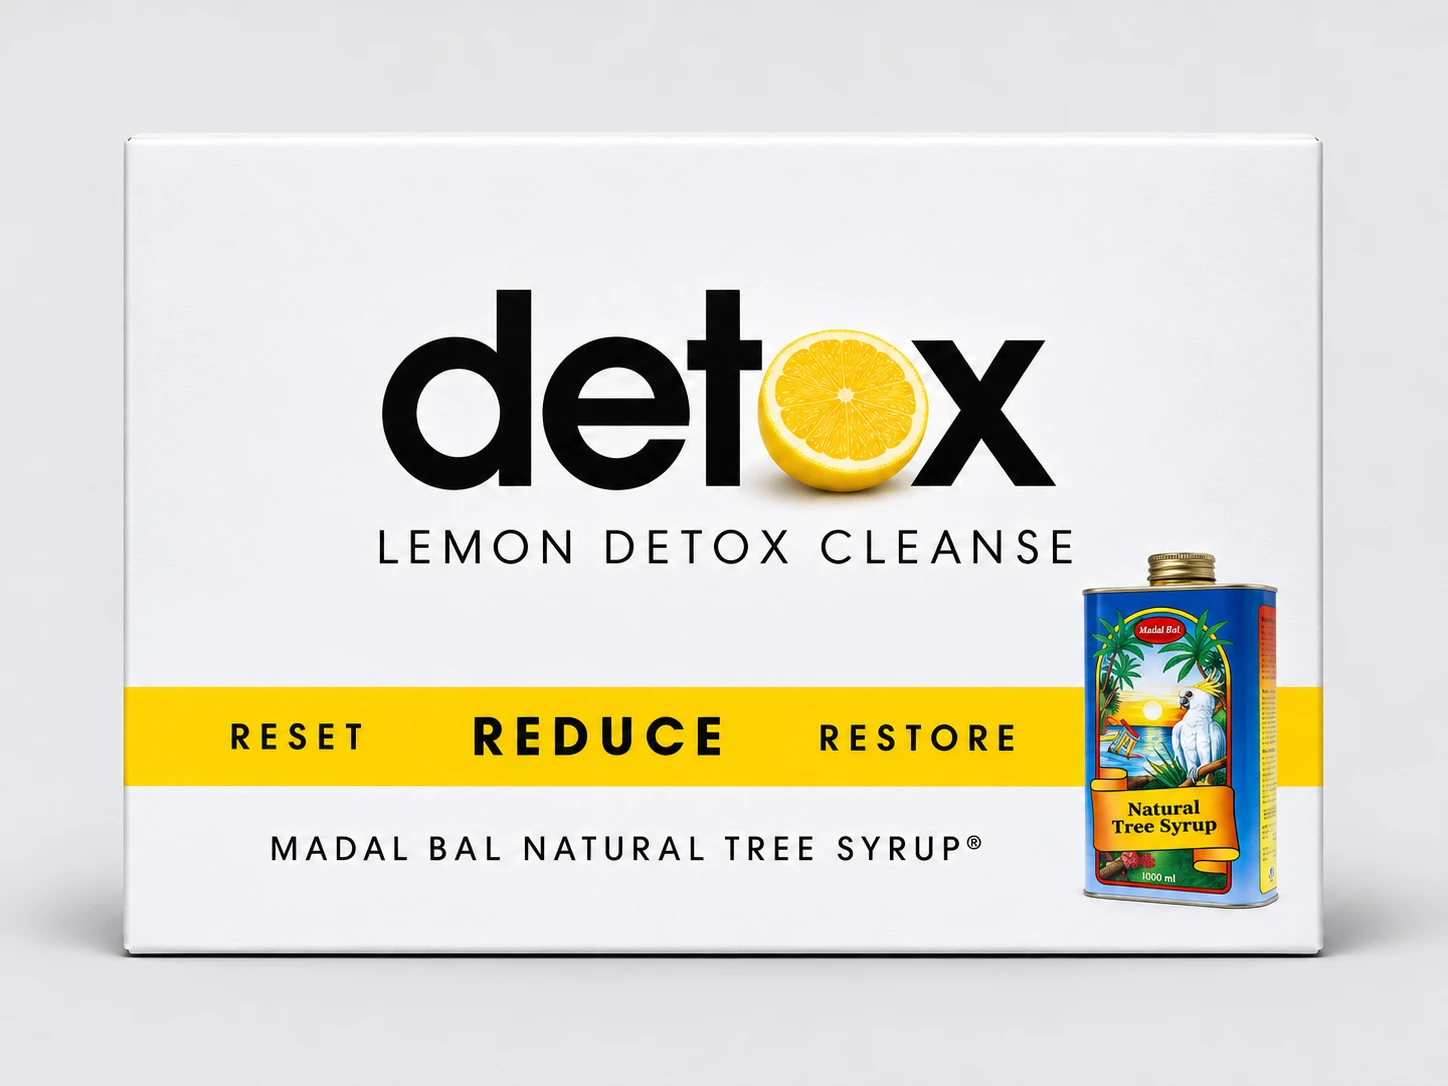 detox
LEMON DETOX CLEANSE
RESET REDUCE RESTORE
MADAL BAL NATURAL TREE SYRUP®
Madal Bal
Natural
Tree Syrup
1000 ml